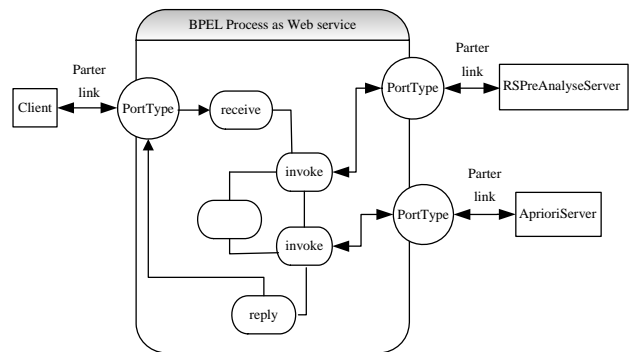 BPEL Process as Web service
Parter
link
Client
PortType
receive
PortType
Parter
link
RSPreAnalyseServer
invoke
PortType
Parter
link
AprioriServer
invoke
reply